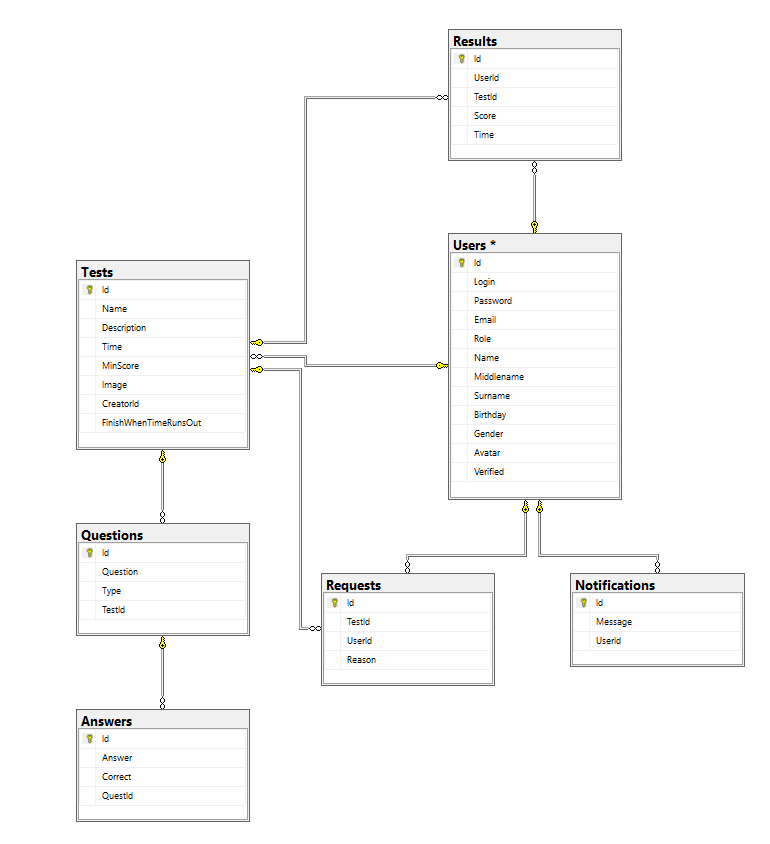 Results
Id
UserId
TestId
Score
Time
Users *
Id
Login
Password
Email
Role
Name
Middlename
Surname
Birthday
Gender
Avatar
Verified
Tests
Id
Name
Description
Time
MinScore
Image
CreatorId
FinishWhenTimeRunsOut
Questions
Id
Question
Type
TestId
Requests
Id
TestId
UserId
Reason
Notifications
Id
Message
UserId
Answers
Id
Answer
Correct
QuestId